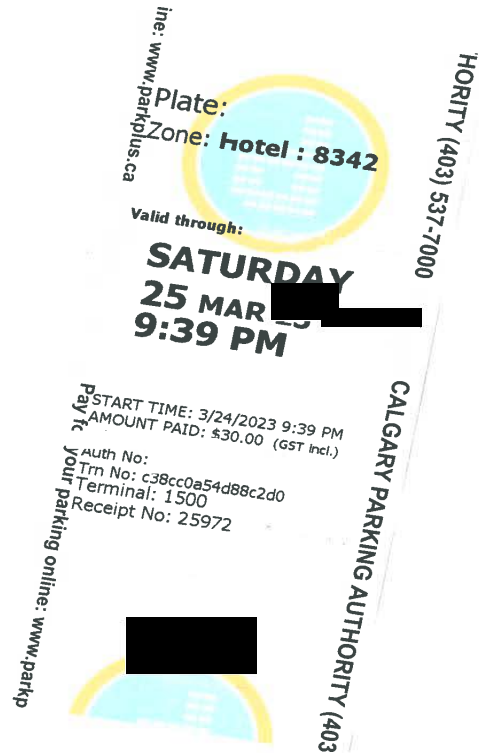 ine: www.parkplus.ca
HORITY (403) 537-7000
Plate:
Zone: Hotel : 8342
Valid through:
SATURDAY
25 MAR
9:39 PM
START TIME: 3/24/2023 9:39 PM
AMOUNT PAID: $30.00 (GST Incl.)
Auth No:
Trn No: c38cc0a54d88c2d0
Terminal: 1500
Receipt No: 25972
your parking online: www.parkp
CALGARY PARKING AUTHORITY (403